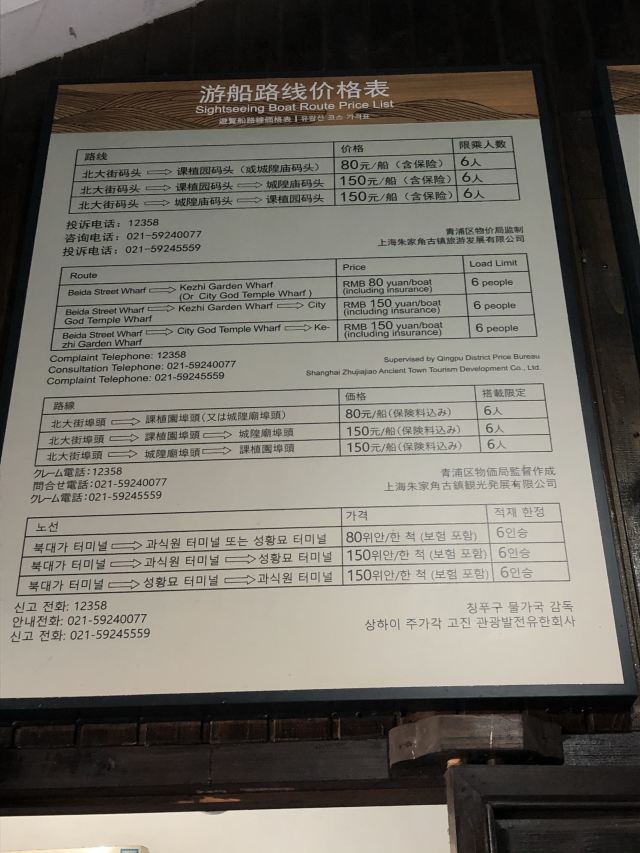 游船路线价格表
Sightseeing Boat Route Price List
遊覧船路線価格表 | 유람선 코스 가격표
路线 价格 限乘人数
北大街码头 ⇨ 课植园码头（或城隍庙码头） 80元/船（含保险） 6人
北大街码头 ⇨ 课植园码头 ⇨ 城隍庙码头 150元/船（含保险） 6人
北大街码头 ⇨ 城隍庙码头 ⇨ 课植园码头 150元/船（含保险） 6人
投诉电话：12358
咨询电话：021-59240077
投诉电话：021-59245559
青浦区物价局监制
上海朱家角古镇旅游发展有限公司
Route Price Load Limit
Beida Street Wharf ⇨ Kezhi Garden Wharf
(Or City God Temple Wharf )
RMB 80 yuan/boat
(including insurance)
6 people
Beida Street Wharf ⇨ Kezhi Garden Wharf ⇨ City
God Temple Wharf
RMB 150 yuan/boat
(including insurance)
6 people
Beida Street Wharf ⇨ City God Temple Wharf ⇨ Ke-
zhi Garden Wharf
RMB 150 yuan/boat
(including insurance)
6 people
Complaint Telephone: 12358
Consultation Telephone: 021-59240077
Complaint Telephone: 021-59245559
Supervised by Qingpu District Price Bureau
Shanghai Zhujiajiao Ancient Town Tourism Development Co., Ltd.
路線 価格 搭載限定
北大街埠頭 ⇨ 課植園埠頭（又は城隍廟埠頭） 80元/船（保険料込み） 6人
北大街埠頭 ⇨ 課植園埠頭 ⇨ 城隍廟埠頭 150元/船（保険料込み） 6人
北大街埠頭 ⇨ 城隍廟埠頭 ⇨ 課植園埠頭 150元/船（保険料込み） 6人
クレーム電話：12358
問合せ電話：021-59240077
クレーム電話：021-59245559
青浦区物価局監督作成
上海朱家角古鎮観光発展有限公司
노선 가격 적재 한정
북대가 터미널 ⇨ 과식원 터미널 또는 성황묘 터미널 80위안/한 척 (보험 포함) 6인승
북대가 터미널 ⇨ 과식원 터미널 ⇨ 성황묘 터미널 150위안/한 척 (보험 포함) 6인승
북대가 터미널 ⇨ 성황묘 터미널 ⇨ 과식원 터미널 150위안/한 척 (보험 포함) 6인승
신고 전화: 12358
안내전화: 021-59240077
신고 전화: 021-59245559
칭푸구 물가국 감독
상하이 주가각 고진 관광발전유한회사